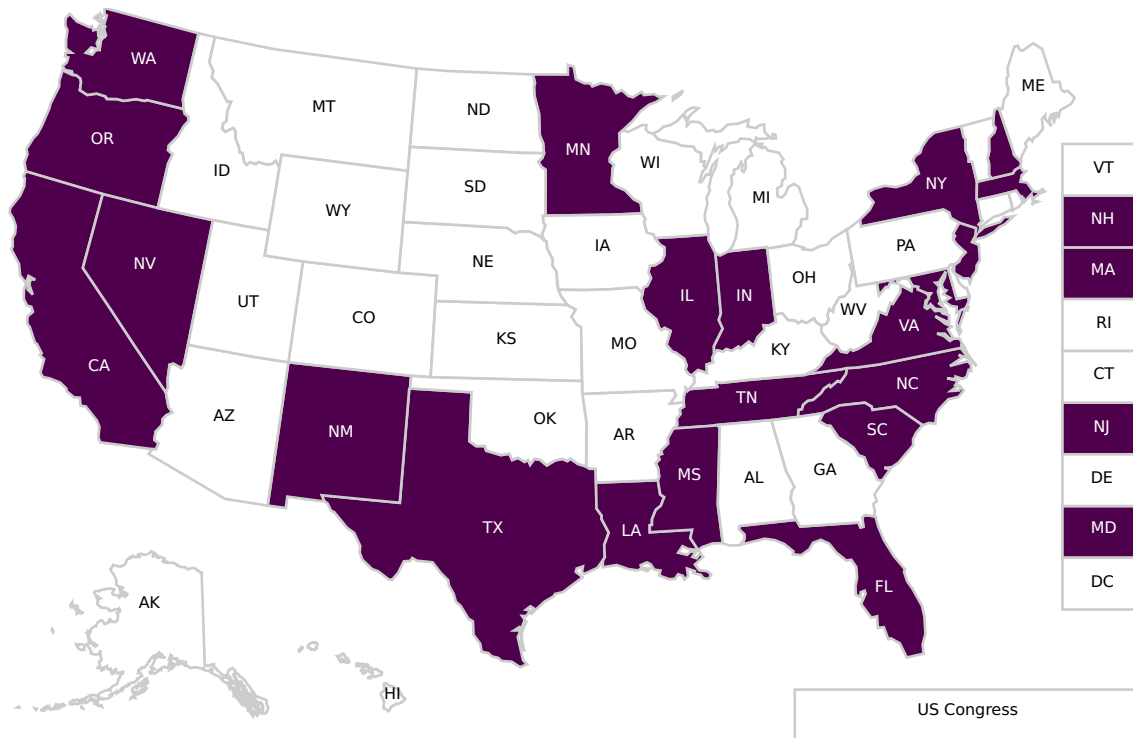 WA
MT
ND
MN
ME
OR
ID
SD
WI
MI
NY
VT
WY
NH
NV
IA
PA
NE
OH
MA
UT
CO
IL
IN
WV
RI
KS
MO
KY
VA
CA
CT
AZ
NM
OK
AR
TN
NC
SC
NJ
MS
AL
GA
DE
TX
LA
MD
FL
DC
AK
HI
US Congress